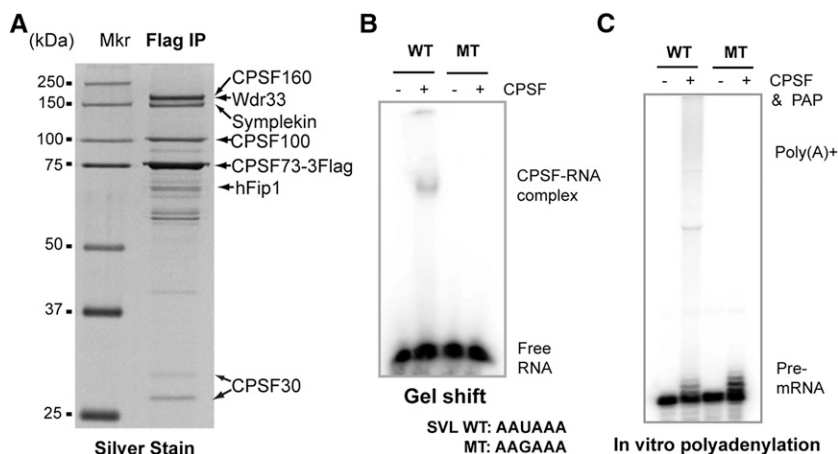 A
(kDa) Mkr Flag IP
250
150
100
75
50
37
25
CPSF160
Wdr33
Symplekin
CPSF100
CPSF73-3Flag
hFip1
CPSF30
Silver Stain
B
WT MT
- + - + CPSF
CPSF-RNA
complex
Free
RNA
Gel shift
SVL WT: AAUAAA
MT: AAGAAA
C
WT MT
- + - + CPSF
& PAP
Poly(A)+
Pre-
mRNA
In vitro polyadenylation